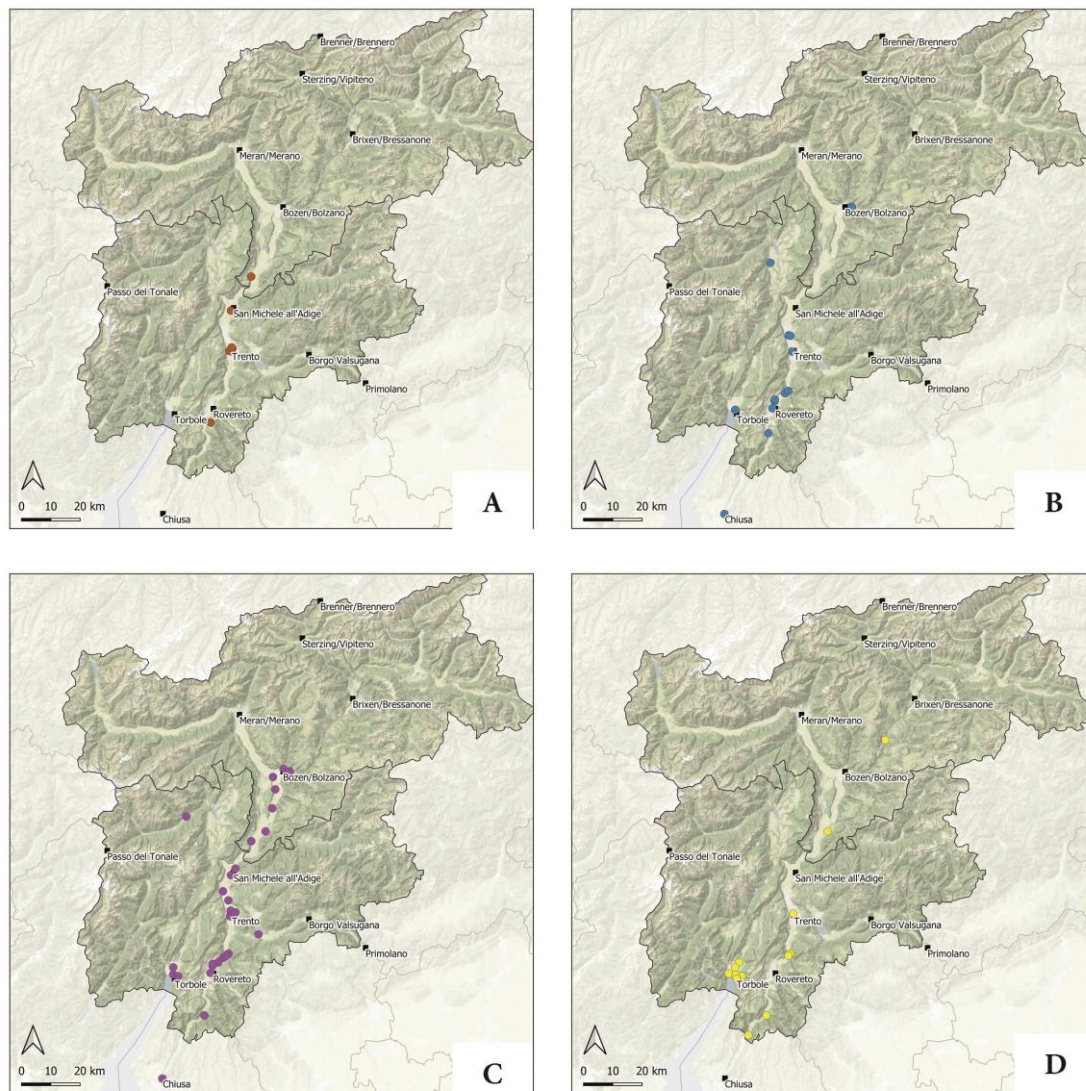 Brenner/Brennero
Sterzing/Vipiteno
Brixen/Bressanone
Meran/Merano
Bozen/Bolzano
Passo del Tonale
San Michele all'Adige
Trento
Borgo Valsugana
Primolano
Torbole
Rovereto
0 10 20 km
Chiusa
A
Brenner/Brennero
Sterzing/Vipiteno
Brixen/Bressanone
Meran/Merano
Bozen/Bolzano
Passo del Tonale
San Michele all'Adige
Trento
Borgo Valsugana
Primolano
Torbole
Rovereto
0 10 20 km
Chiusa
B
Brenner/Brennero
Sterzing/Vipiteno
Brixen/Bressanone
Meran/Merano
Bozen/Bolzano
Passo del Tonale
San Michele all'Adige
Trento
Borgo Valsugana
Primolano
Torbole
Rovereto
0 10 20 km
Chiusa
C
Brenner/Brennero
Sterzing/Vipiteno
Brixen/Bressanone
Meran/Merano
Bozen/Bolzano
Passo del Tonale
San Michele all'Adige
Trento
Borgo Valsugana
Primolano
Torbole
Rovereto
0 10 20 km
Chiusa
D